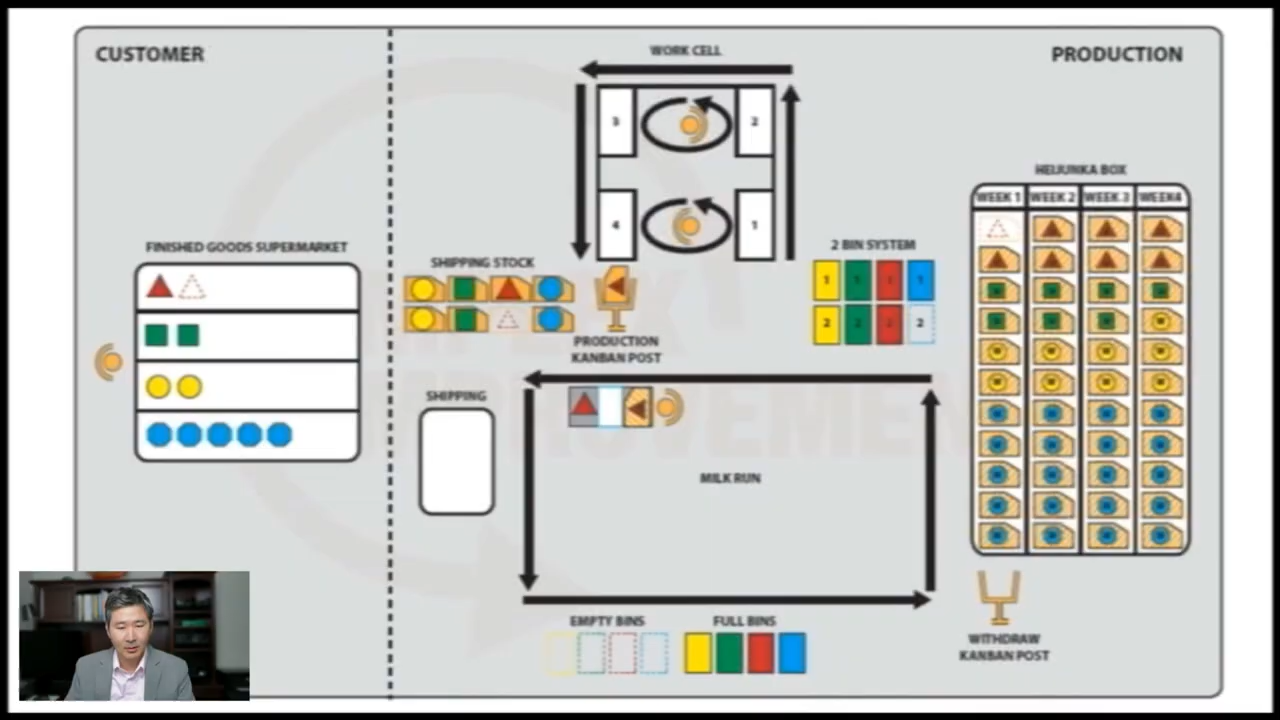 CUSTOMER
PRODUCTION
WORK CELL
3
2
4
1
HEIJUNKA BOX
WEEK 1 WEEK 2 WEEK 3 WEEK4
FINISHED GOODS SUPERMARKET
SHIPPING STOCK
2 BIN SYSTEM
1 1 1 1
2 2 2 2
PRODUCTION
KANBAN POST
SHIPPING
MILK RUN
EMPTY BINS
FULL BINS
WITHDRAW
KANBAN POST